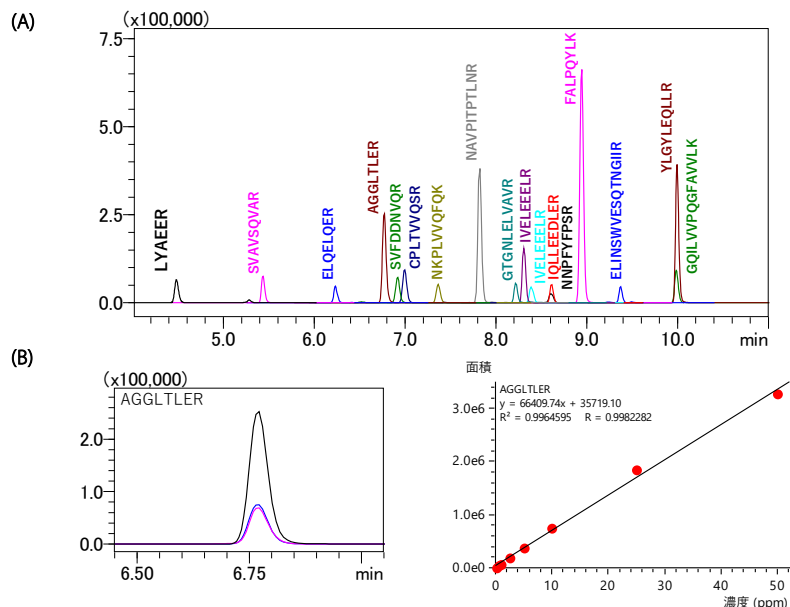 (A)
(x100,000)
7.5
5.0
2.5
0.0
LYAEER
SVAVSQVAR
ELQELQER
AGGLTLER
SVFDDNVQR
CPLTVVQSR
NKPLVVQFQK
NAVPITPTLNR
GTGNLELVAVR
IVELEEELR
IVELEEELR
IQLLEEDLER
NNPFYFPSR
FALPQYLK
ELINSWVESQTNGIIR
YLGYLEQLLR
GQILVVPQGFAVVLK
5.0 6.0 7.0 8.0 9.0 10.0 min
(B)
(x100,000)
AGGLTLER
2.0
1.0
0.0
6.50 6.75 min
面積
AGGLTLER
y = 66409.74x + 35719.10
R² = 0.9964595 R = 0.9982282
3.0e6
2.0e6
1.0e6
0.0e0
0 10 20 30 40 50
濃度 (ppm)